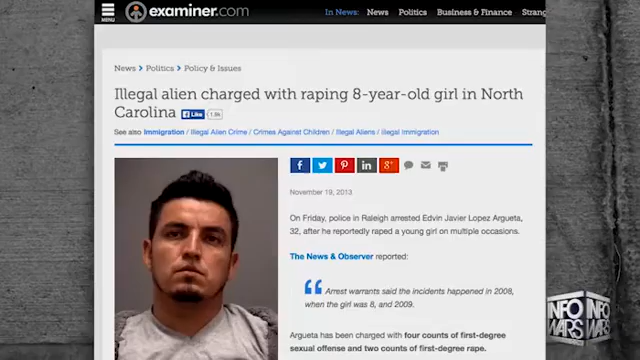 examiner.com
MENU
In News: News Politics Business & Finance Strang
News Politics Policy & Issues
Illegal alien charged with raping 8-year-old girl in North
Carolina Like
See also Immigration / Illegal Alien Crime / Crimes Against Children / Illegal Aliens / illegal immigration
November 19, 2013
On Friday, police in Raleigh arrested Edvin Javier Lopez Argueta,
32, after he reportedly raped a young girl on multiple occasions.
The News & Observer reported:
Arrest warrants said the incidents happened in 2008,
when the girl was 8, and 2009.
Argueta has been charged with four counts of first-degree
sexual offense and two counts of first-degree rape.
INFO INFO
WARS WARS